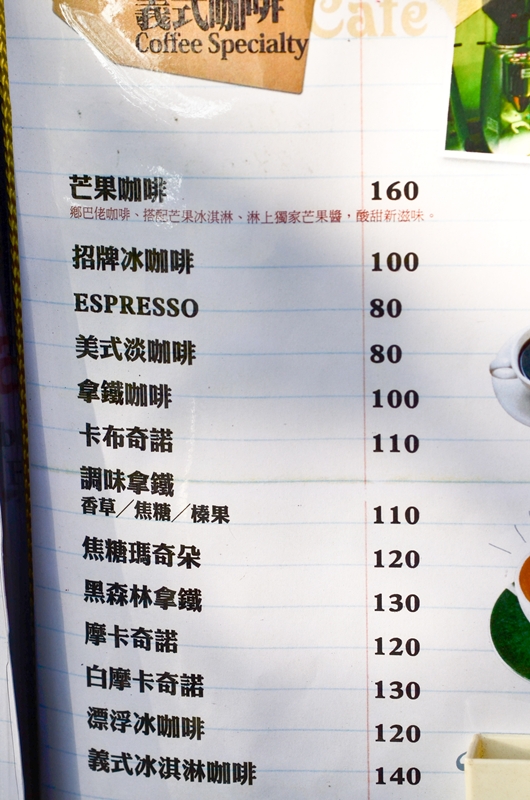 義式咖啡
Café
Coffee Specialty
芒果咖啡 160
鄉巴佬咖啡、搭配芒果冰淇淋、淋上獨家芒果醬，酸甜新滋味。
招牌冰咖啡 100
ESPRESSO 80
美式淡咖啡 80
拿鐵咖啡 100
卡布奇諾 110
調味拿鐵
香草／焦糖／榛果 110
焦糖瑪奇朵 120
黑森林拿鐵 130
摩卡奇諾 120
白摩卡奇諾 130
漂浮冰咖啡 120
義式冰淇淋咖啡 140